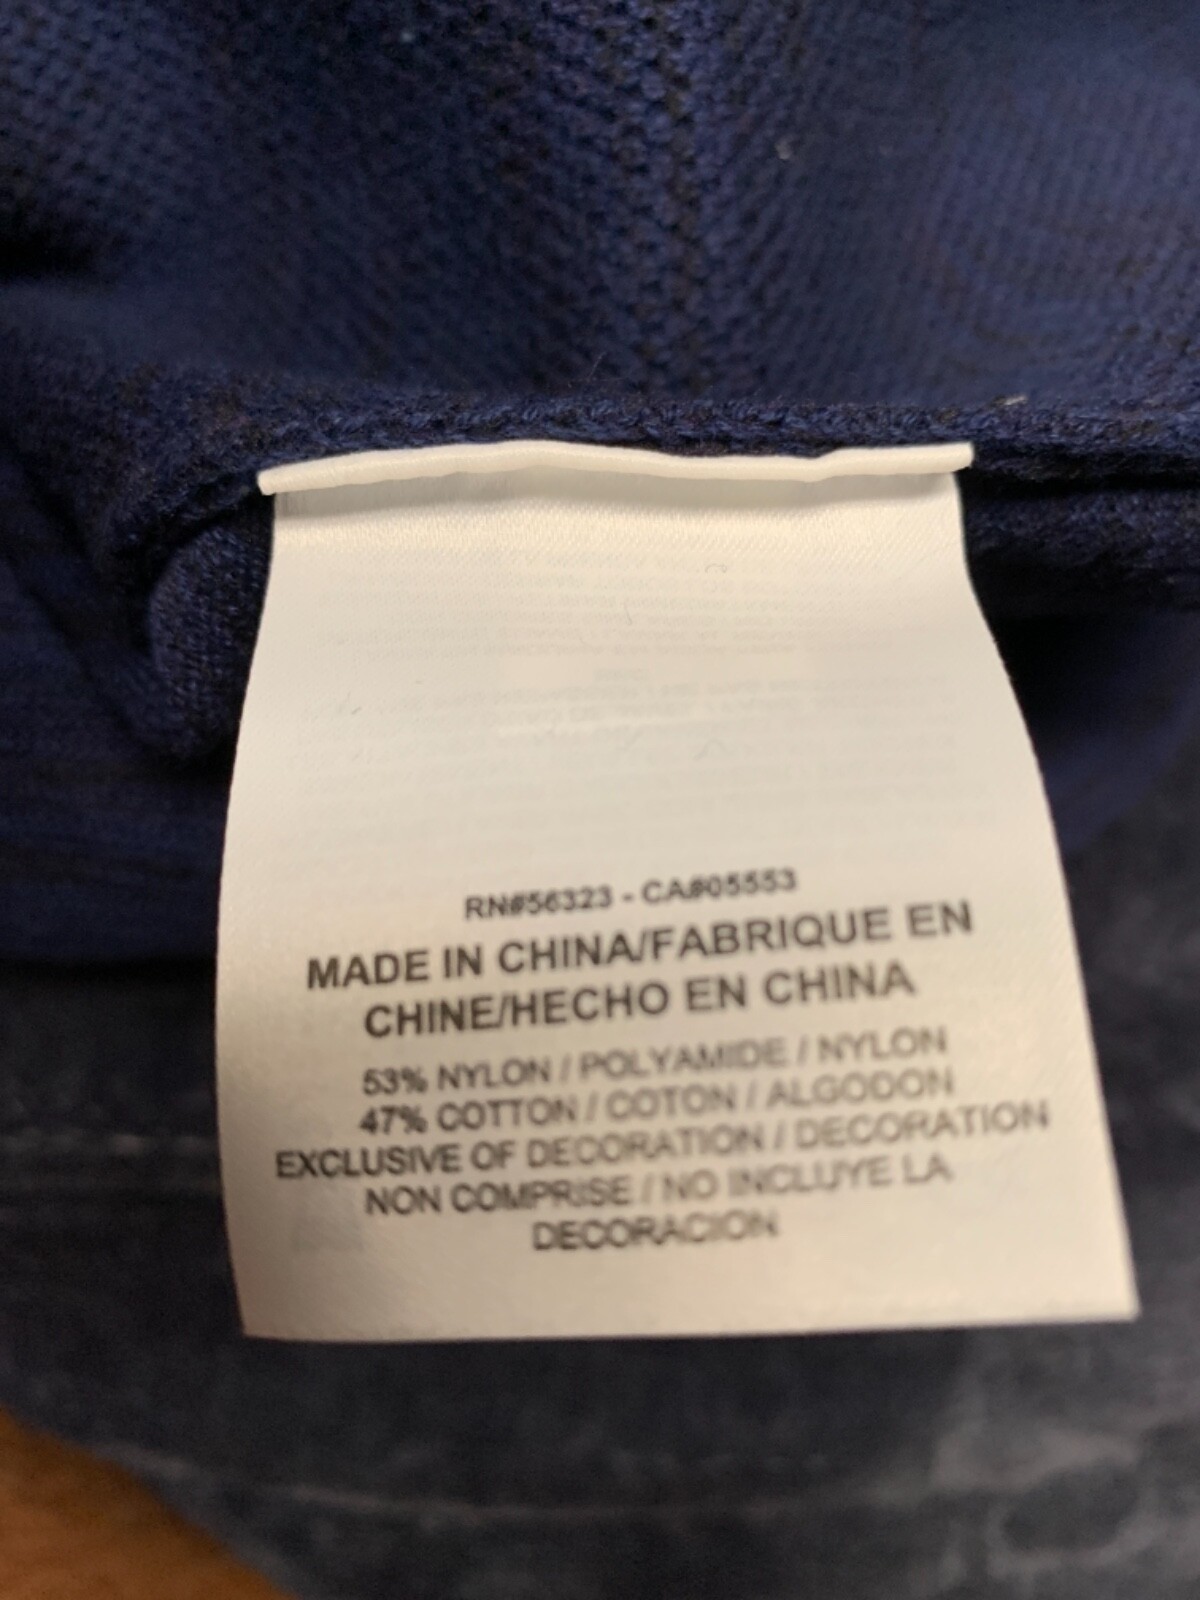 RN#56323 - CA#05553
MADE IN CHINA/FABRIQUE EN
CHINE/HECHO EN CHINA
53% NYLON / POLYAMIDE / NYLON
47% COTTON / COTON / ALGODON
EXCLUSIVE OF DECORATION / DECORATION
NON COMPRISE / NO INCLUYE LA
DECORACION